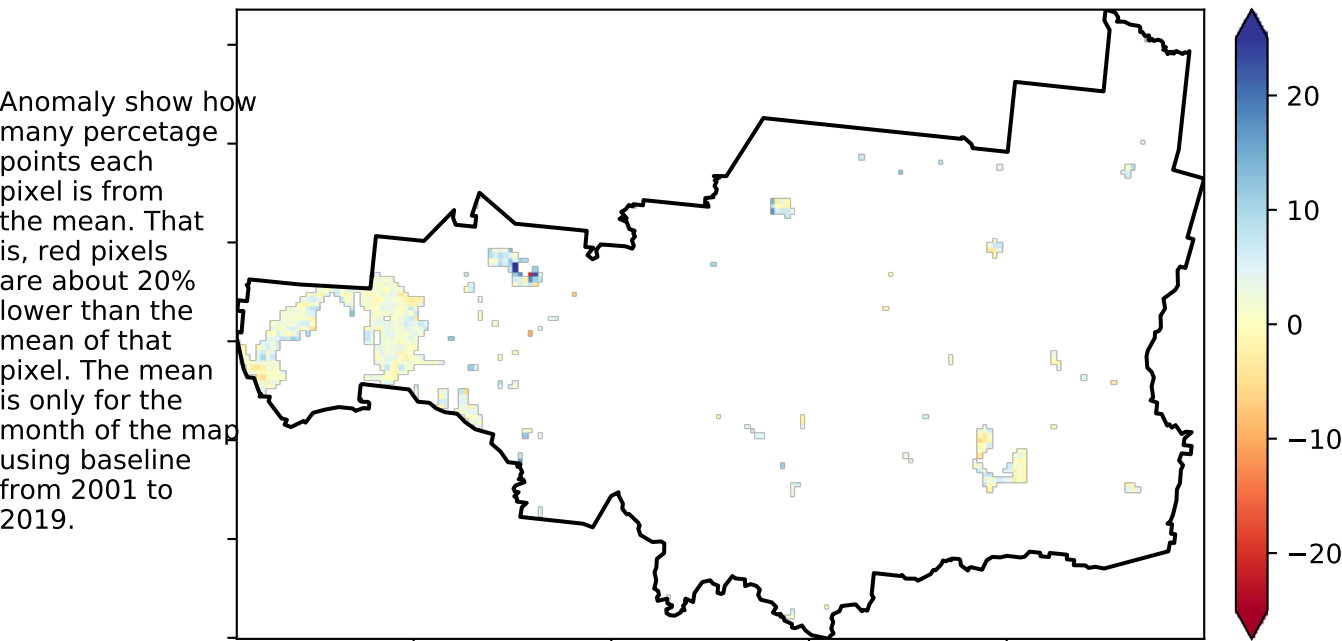 Anomaly show how
many percetage
points each
pixel is from
the mean. That
is, red pixels
are about 20%
lower than the
mean of that
pixel. The mean
is only for the
month of the map
using baseline
from 2001 to
2019.
20
10
0
−10
−20